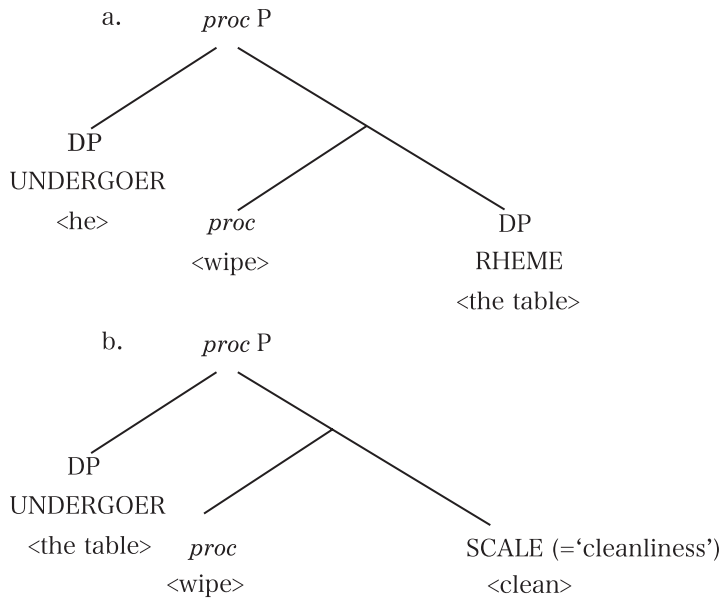 a. proc P
DP
UNDERGOER
<he>
proc
<wipe>
DP
RHEME
<the table>
b. proc P
DP
UNDERGOER
<the table>
proc
<wipe>
SCALE (=‘cleanliness’)
<clean>